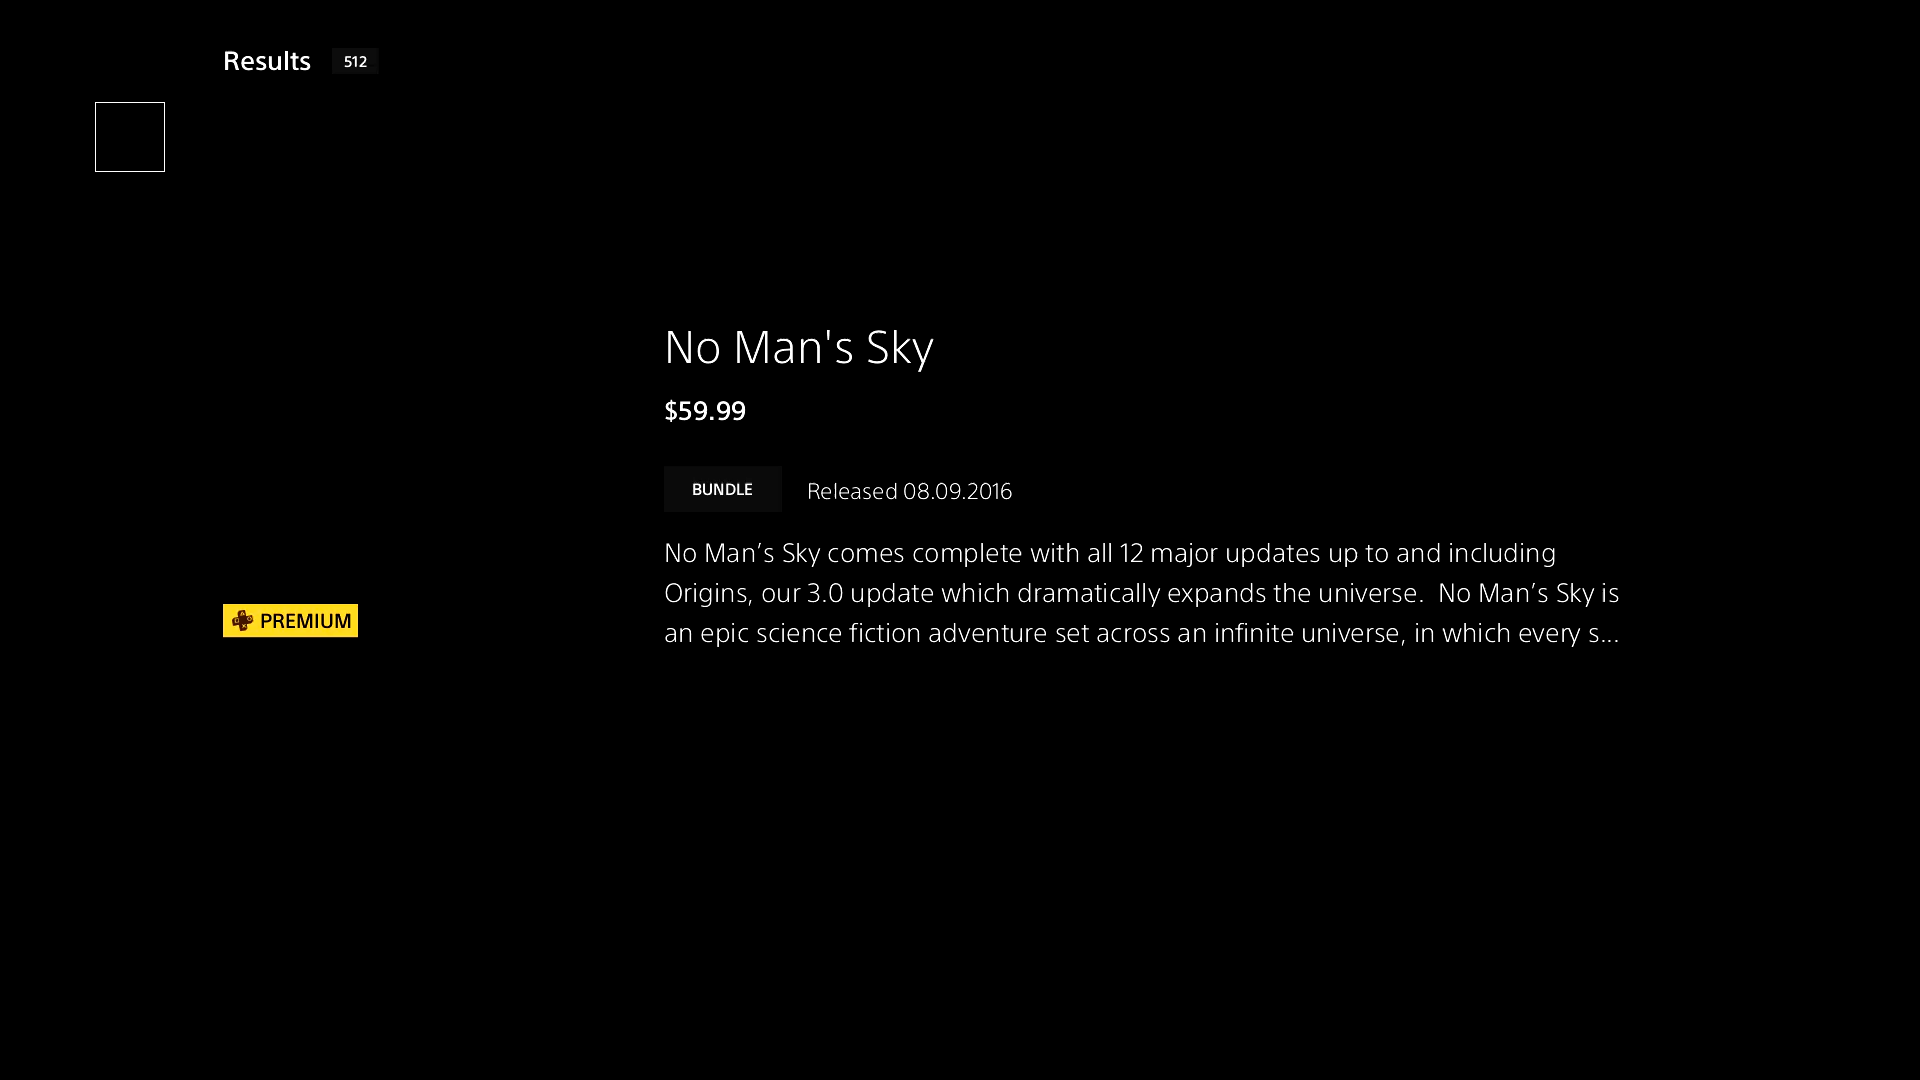 Results 512
No Man's Sky
$59.99
BUNDLE Released 08.09.2016
No Man’s Sky comes complete with all 12 major updates up to and including
Origins, our 3.0 update which dramatically expands the universe.  No Man’s Sky is
an epic science fiction adventure set across an infinite universe, in which every s...
PREMIUM